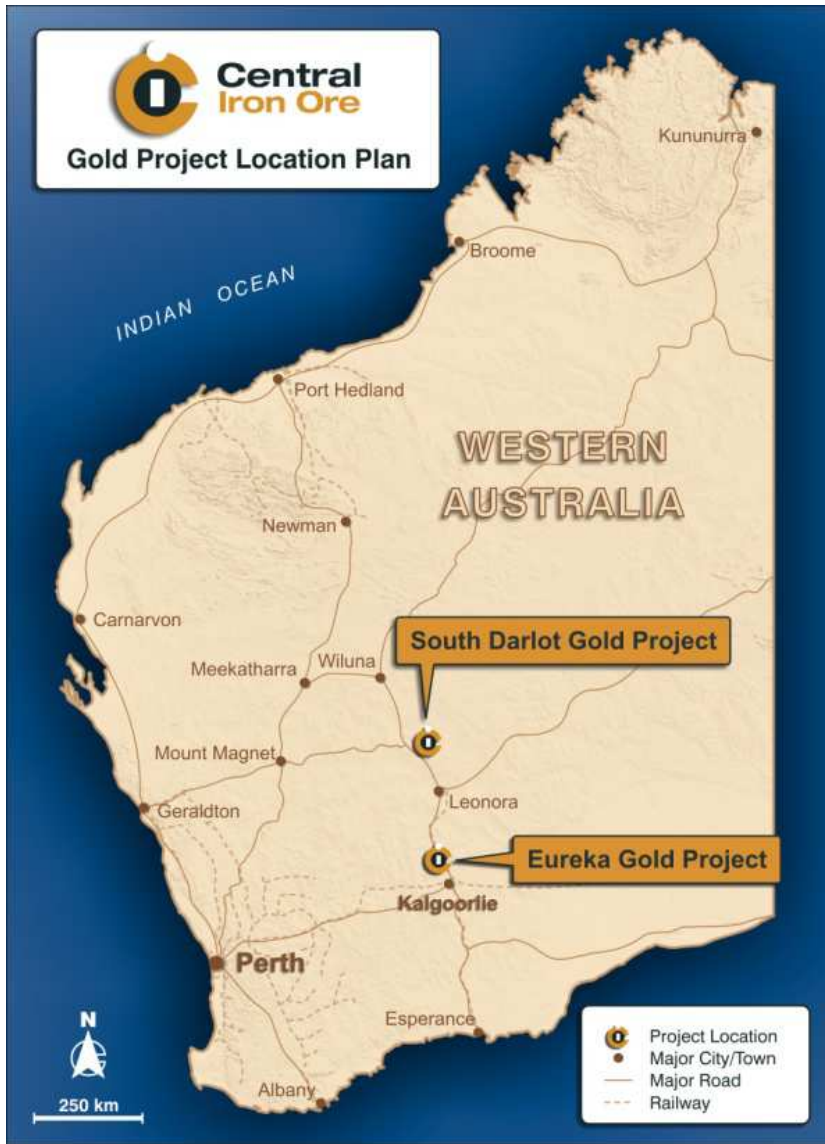 Central
Iron Ore
Gold Project Location Plan
Kununurra
Broome
INDIAN OCEAN
Port Hedland
WESTERN
AUSTRALIA
Newman
Carnarvon
South Darlot Gold Project
Meekatharra
Wiluna
Mount Magnet
Leonora
Geraldton
Eureka Gold Project
Kalgoorlie
Perth
Esperance
Albany
N
250 km
Project Location
Major City/Town
Major Road
Railway